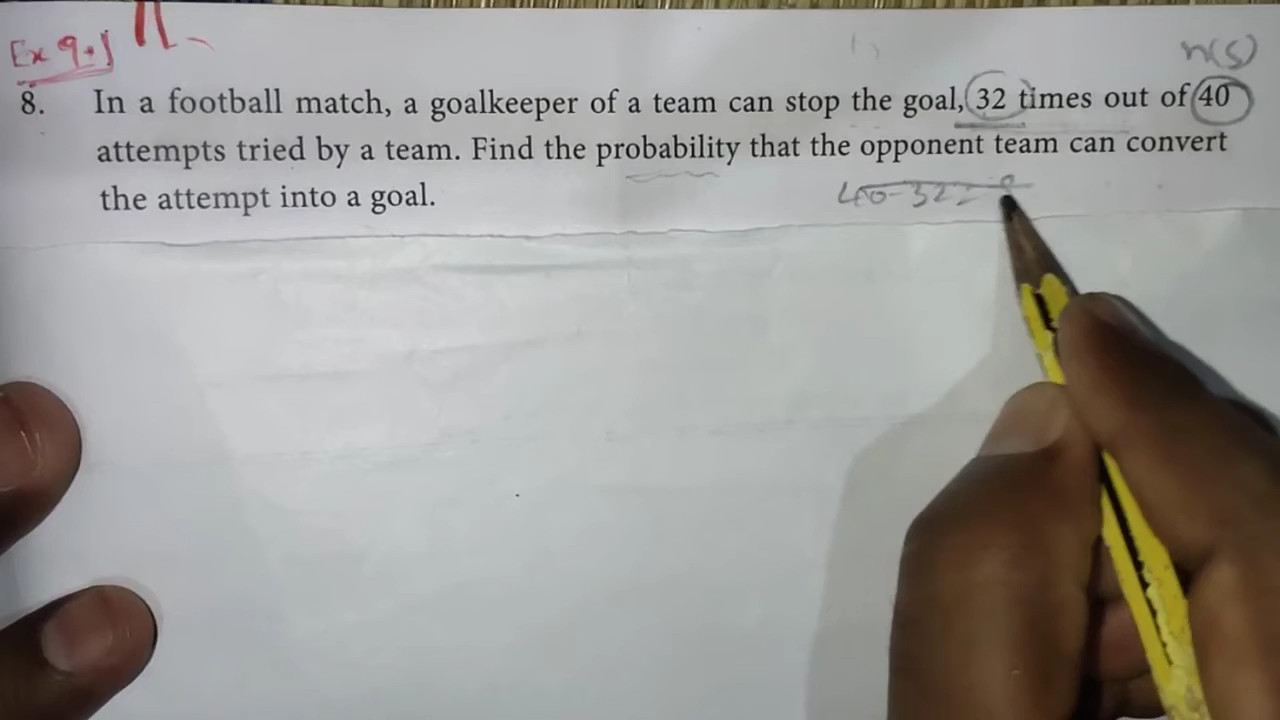 Ex 9.1
n(S)
8. In a football match, a goalkeeper of a team can stop the goal, 32 times out of 40
attempts tried by a team. Find the probability that the opponent team can convert
the attempt into a goal.
40-32=8